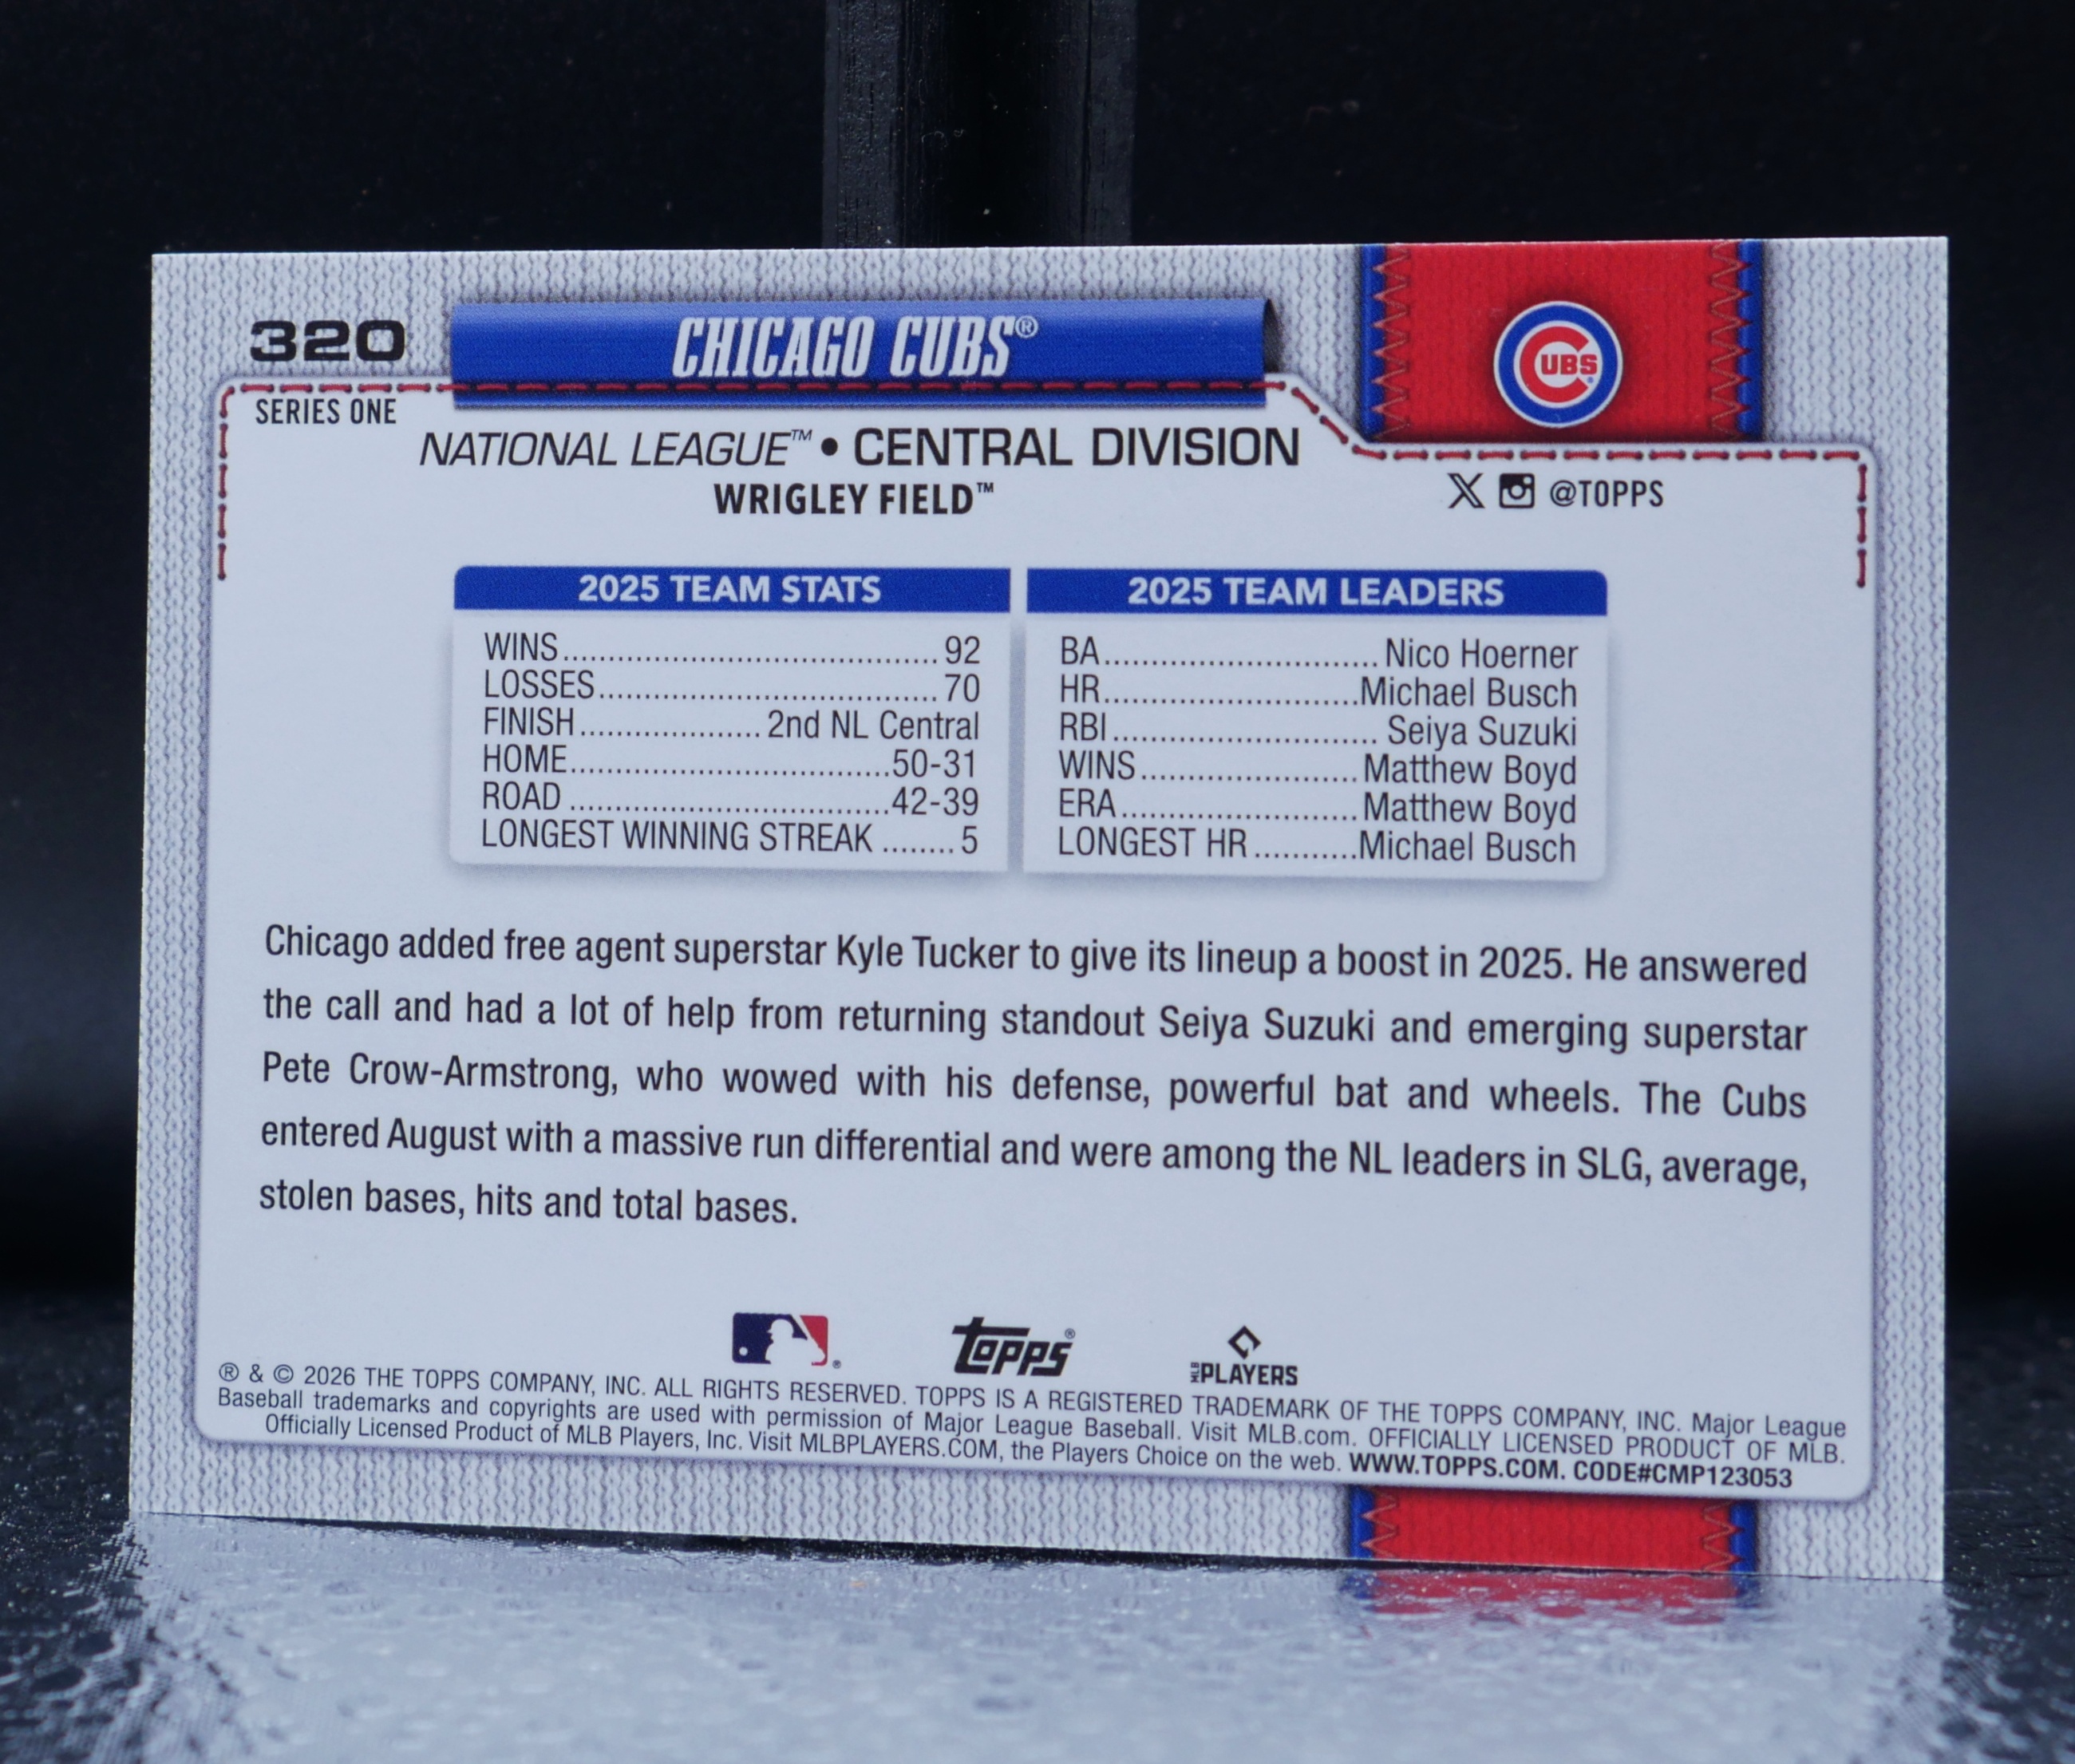 320
CHICAGO CUBS®
CUBS
SERIES ONE
NATIONAL LEAGUE™ • CENTRAL DIVISION
WRIGLEY FIELD™
@TOPPS
2025 TEAM STATS
WINS.......................................... 92
LOSSES...................................... 70
FINISH.................... 2nd NL Central
HOME...................................50-31
ROAD ...................................42-39
LONGEST WINNING STREAK ........ 5
2025 TEAM LEADERS
BA............................. Nico Hoerner
HR...........................Michael Busch
RBI............................ Seiya Suzuki
WINS....................... Matthew Boyd
ERA......................... Matthew Boyd
LONGEST HR...........Michael Busch
Chicago added free agent superstar Kyle Tucker to give its lineup a boost in 2025. He answered
the call and had a lot of help from returning standout Seiya Suzuki and emerging superstar
Pete Crow-Armstrong, who wowed with his defense, powerful bat and wheels. The Cubs
entered August with a massive run differential and were among the NL leaders in SLG, average,
stolen bases, hits and total bases.
Topps®
MLB PLAYERS
® & © 2026 THE TOPPS COMPANY, INC. ALL RIGHTS RESERVED. TOPPS IS A REGISTERED TRADEMARK OF THE TOPPS COMPANY, INC. Major League
Baseball trademarks and copyrights are used with permission of Major League Baseball. Visit MLB.com. OFFICIALLY LICENSED PRODUCT OF MLB.
Officially Licensed Product of MLB Players, Inc. Visit MLBPLAYERS.COM, the Players Choice on the web. WWW.TOPPS.COM. CODE#CMP123053